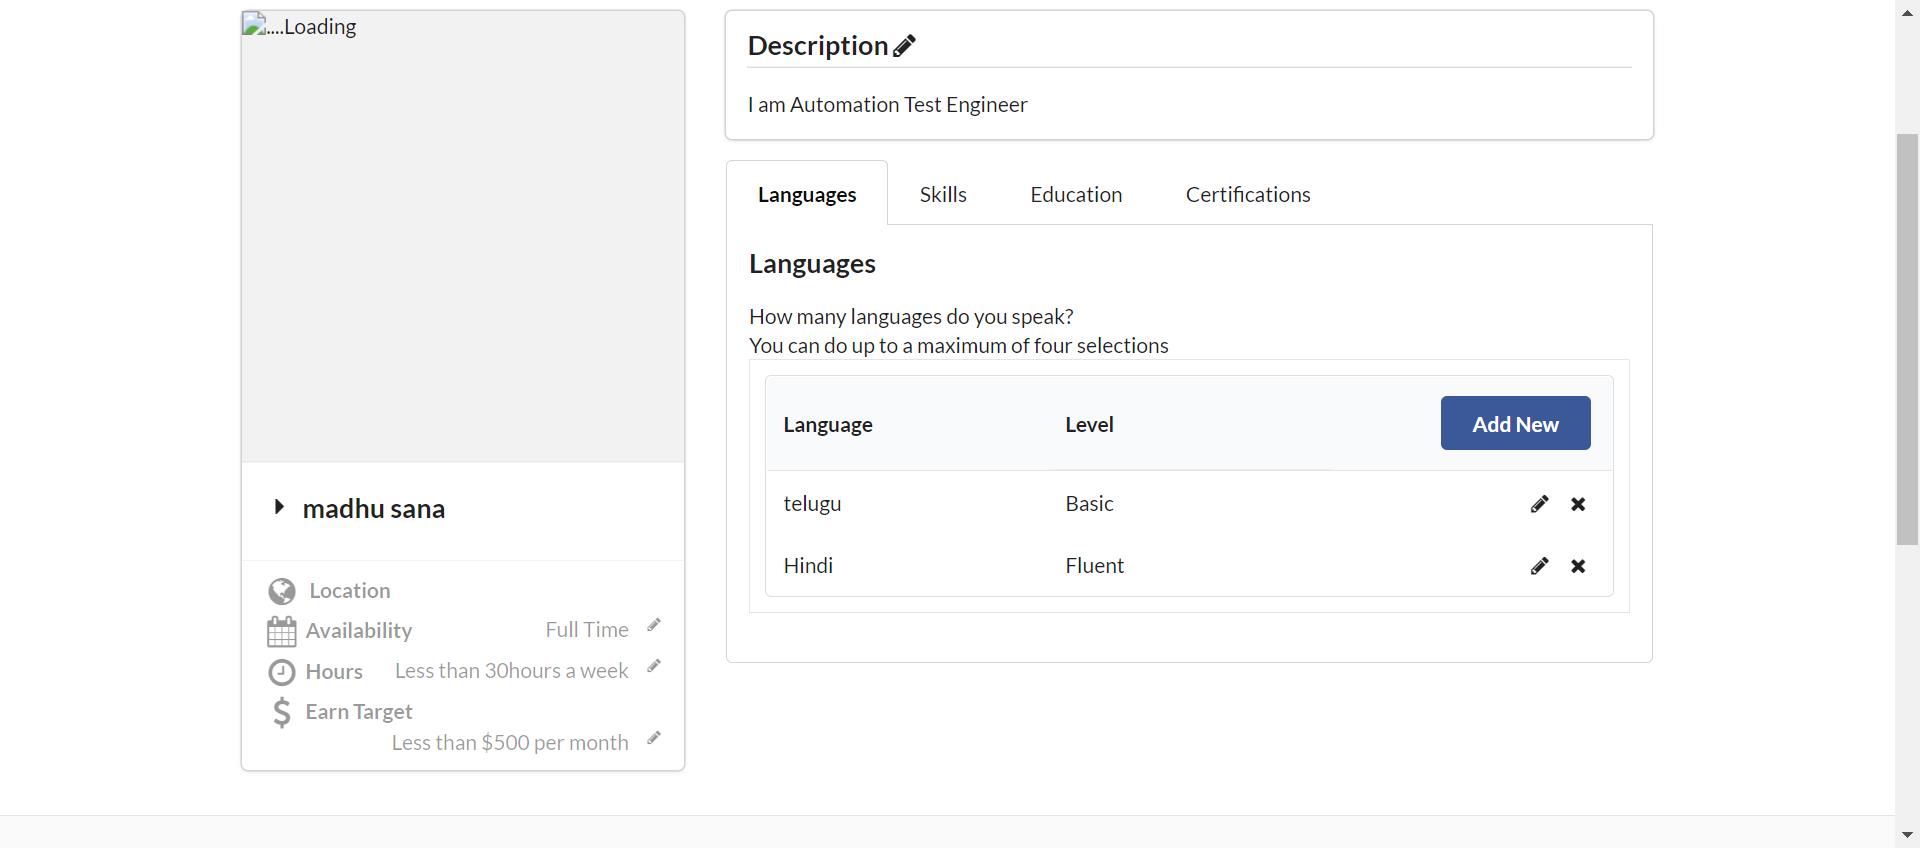 ....Loading
madhu sana
Location
Availability Full Time
Hours Less than 30hours a week
Earn Target
Less than $500 per month
Description
I am Automation Test Engineer
Languages Skills Education Certifications
Languages
How many languages do you speak?
You can do up to a maximum of four selections
Language Level Add New
telugu Basic
Hindi Fluent